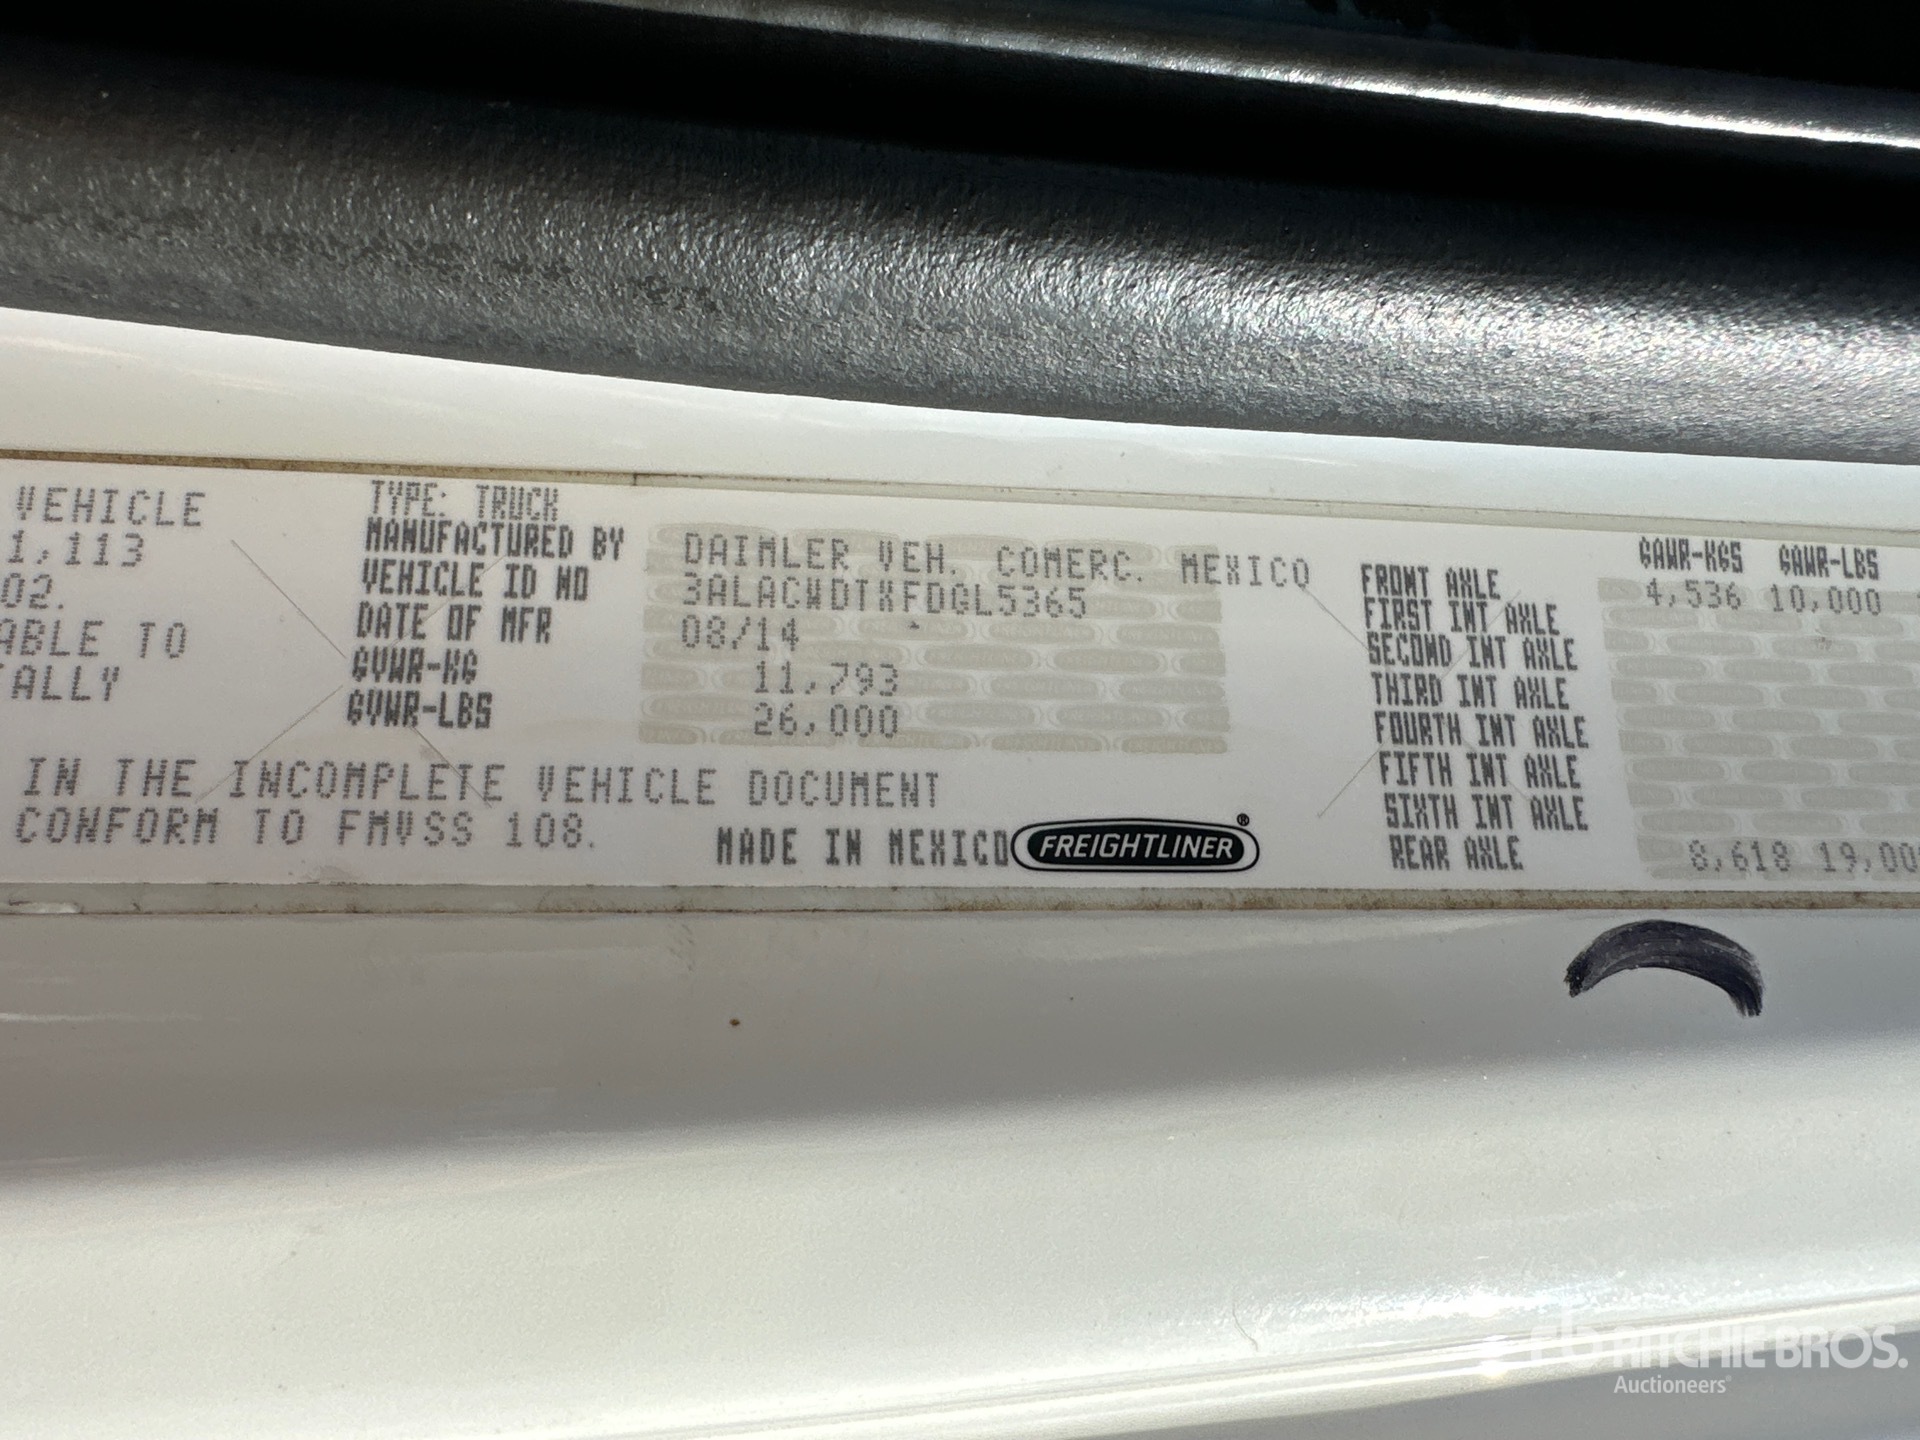 VEHICLE
1,113
02.
ABLE TO
TALLY
IN THE INCOMPLETE VEHICLE DOCUMENT
CONFORM TO FMVSS 108.
TYPE: TRUCK
MANUFACTURED BY DAIMLER VEH. COMERC. MEXICO
VEHICLE ID NO 3ALACWDTXFDGL5365
DATE OF MFR 08/14
GVWR-KG 11,793
GVWR-LBS 26,000
MADE IN MEXICO FREIGHTLINER®
GAWR-KGS GAWR-LBS
FRONT AXLE 4,536 10,000
FIRST INT AXLE
SECOND INT AXLE
THIRD INT AXLE
FOURTH INT AXLE
FIFTH INT AXLE
SIXTH INT AXLE
REAR AXLE 8,618 19,00
rb RITCHIE BROS.
Auctioneers